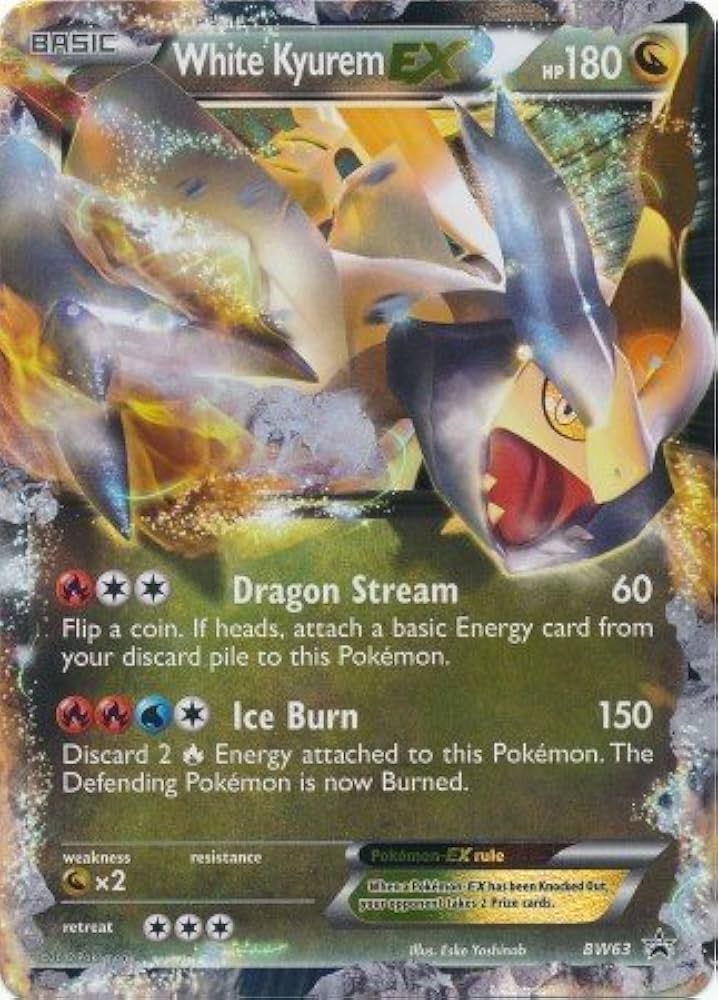 BASIC White Kyurem EX HP180
Dragon Stream 60
Flip a coin. If heads, attach a basic Energy card from
your discard pile to this Pokémon.
Ice Burn 150
Discard 2 Energy attached to this Pokémon. The
Defending Pokémon is now Burned.
weakness resistance
×2
Pokémon-EX rule
When a Pokémon-EX has been Knocked Out,
your opponent takes 2 Prize cards.
retreat
Illus. Eske Yoshinob BW63
Pokémon